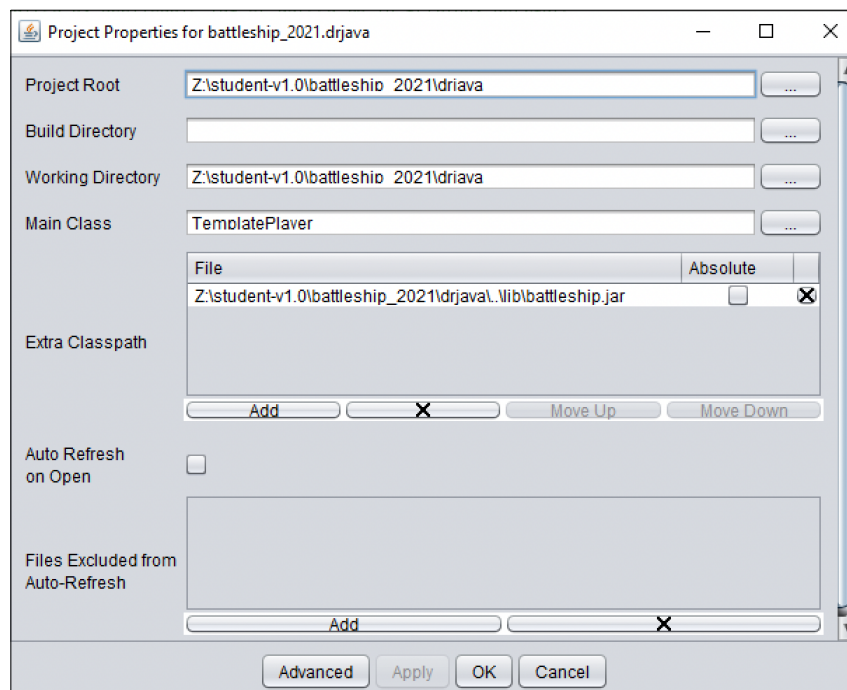 Project Properties for battleship_2021.drjava
Project Root
Z:\student-v1.0\battleship_2021\drjava
...
Build Directory
...
Working Directory
Z:\student-v1.0\battleship_2021\drjava
...
Main Class
TemplatePlayer
...
File
Absolute
Z:\student-v1.0\battleship_2021\drjava\..\lib\battleship.jar
Extra Classpath
Add
Move Up
Move Down
Auto Refresh
on Open
Files Excluded from
Auto-Refresh
Add
Advanced
Apply
OK
Cancel